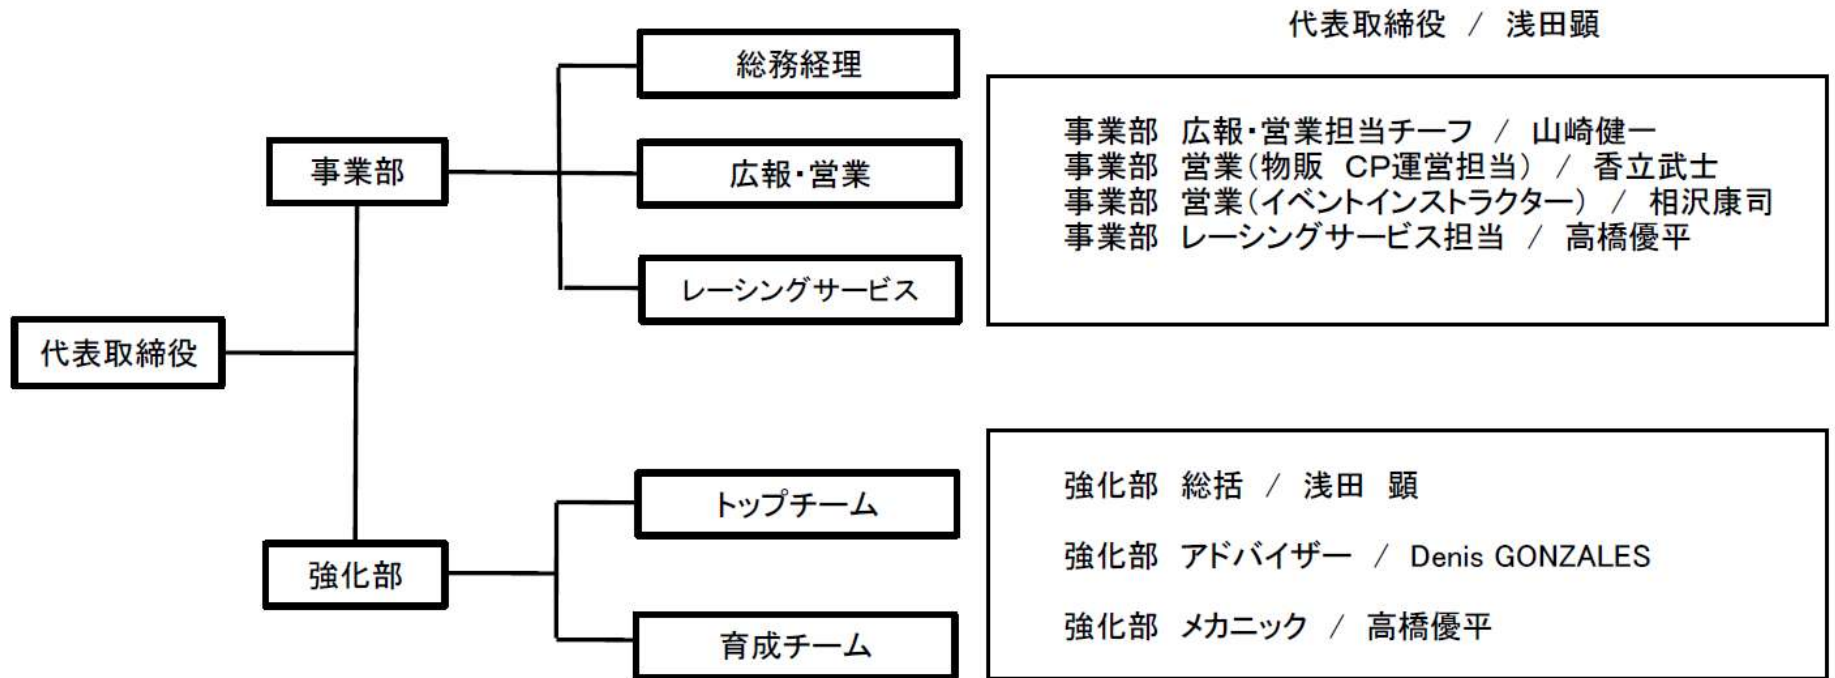 代表取締役 / 浅田顕
総務経理
事業部
広報・営業
レーシングサービス
事業部 広報・営業担当チーフ / 山崎健一
事業部 営業（物販 CP運営担当） / 香立武士
事業部 営業（イベントインストラクター） / 相沢康司
事業部 レーシングサービス担当 / 高橋優平
代表取締役
トップチーム
強化部
育成チーム
強化部 総括 / 浅田 顕
強化部 アドバイザー / Denis GONZALES
強化部 メカニック / 高橋優平